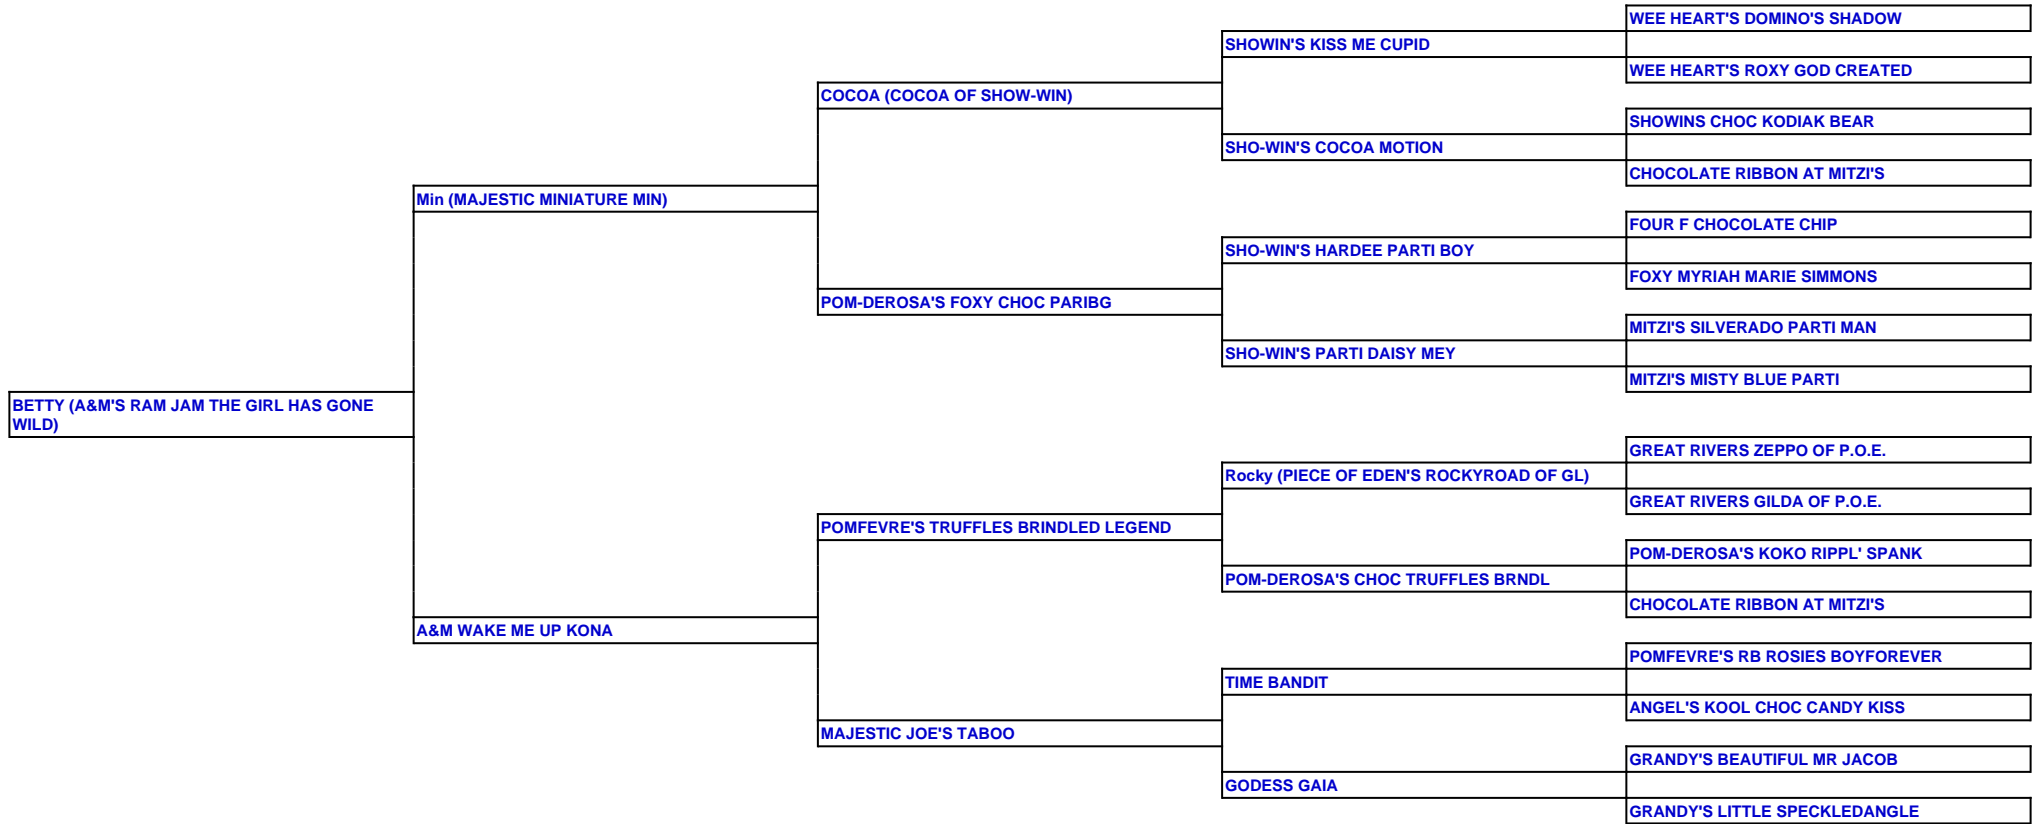 WEE HEART'S DOMINO'S SHADOW
SHOWIN'S KISS ME CUPID
WEE HEART'S ROXY GOD CREATED
COCOA (COCOA OF SHOW-WIN)
SHOWINS CHOC KODIAK BEAR
SHO-WIN'S COCOA MOTION
CHOCOLATE RIBBON AT MITZI'S
Min (MAJESTIC MINIATURE MIN)
FOUR F CHOCOLATE CHIP
SHO-WIN'S HARDEE PARTI BOY
FOXY MYRIAH MARIE SIMMONS
POM-DEROSA'S FOXY CHOC PARIBG
MITZI'S SILVERADO PARTI MAN
SHO-WIN'S PARTI DAISY MEY
MITZI'S MISTY BLUE PARTI
BETTY (A&M'S RAM JAM THE GIRL HAS GONE
WILD)
GREAT RIVERS ZEPPO OF P.O.E.
Rocky (PIECE OF EDEN'S ROCKYROAD OF GL)
GREAT RIVERS GILDA OF P.O.E.
POMFEVRE'S TRUFFLES BRINDLED LEGEND
POM-DEROSA'S KOKO RIPPL' SPANK
POM-DEROSA'S CHOC TRUFFLES BRNDL
CHOCOLATE RIBBON AT MITZI'S
A&M WAKE ME UP KONA
POMFEVRE'S RB ROSIES BOYFOREVER
TIME BANDIT
ANGEL'S KOOL CHOC CANDY KISS
MAJESTIC JOE'S TABOO
GRANDY'S BEAUTIFUL MR JACOB
GODESS GAIA
GRANDY'S LITTLE SPECKLEDANGLE